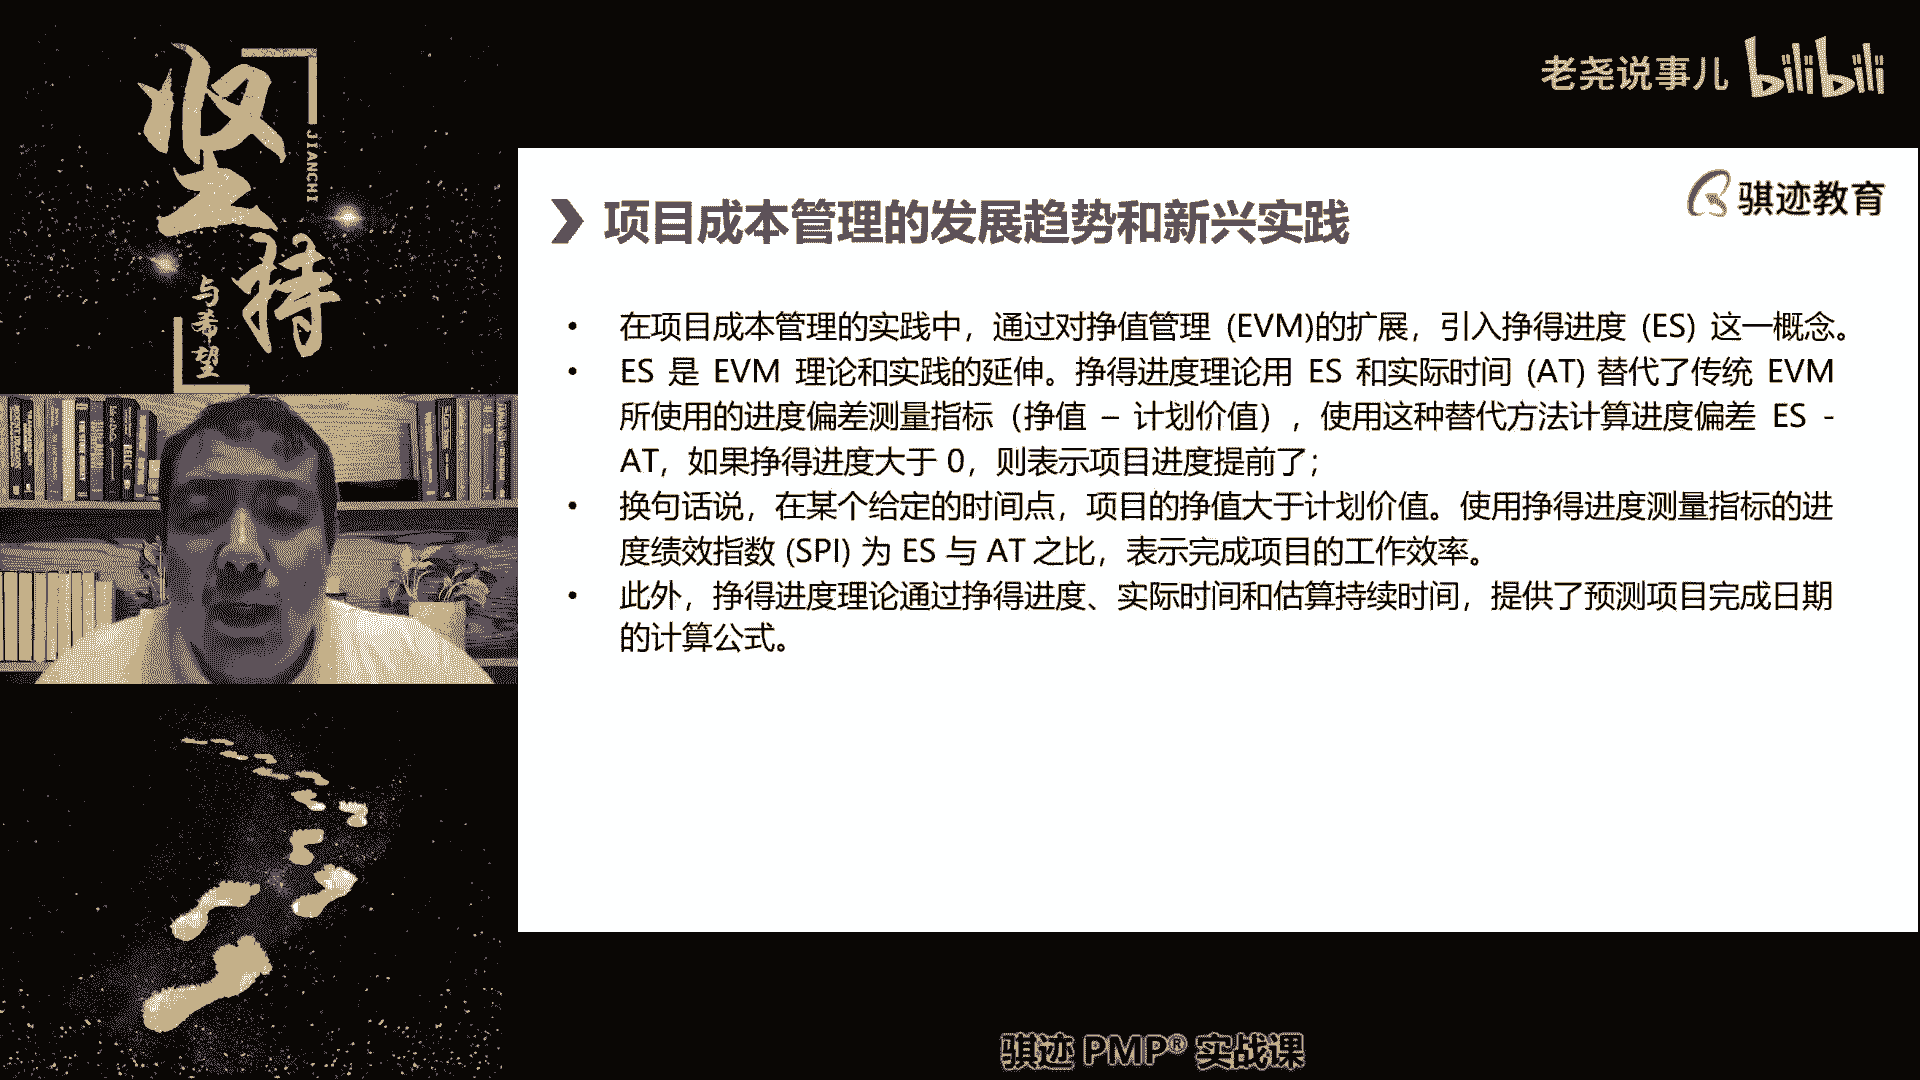 坚持
JIANCHI
与希望
老尧说事儿 bilibili
骐迹教育
项目成本管理的发展趋势和新兴实践
• 在项目成本管理的实践中，通过对挣值管理 (EVM)的扩展，引入挣得进度 (ES) 这一概念。
• ES 是 EVM 理论和实践的延伸。挣得进度理论用 ES 和实际时间 (AT) 替代了传统 EVM
所使用的进度偏差测量指标（挣值 – 计划价值），使用这种替代方法计算进度偏差 ES -
AT，如果挣得进度大于 0，则表示项目进度提前了；
• 换句话说，在某个给定的时间点，项目的挣值大于计划价值。使用挣得进度测量指标的进
度绩效指数 (SPI) 为 ES 与 AT 之比，表示完成项目的工作效率。
• 此外，挣得进度理论通过挣得进度、实际时间和估算持续时间，提供了预测项目完成日期
的计算公式。
骐迹 PMP® 实战课